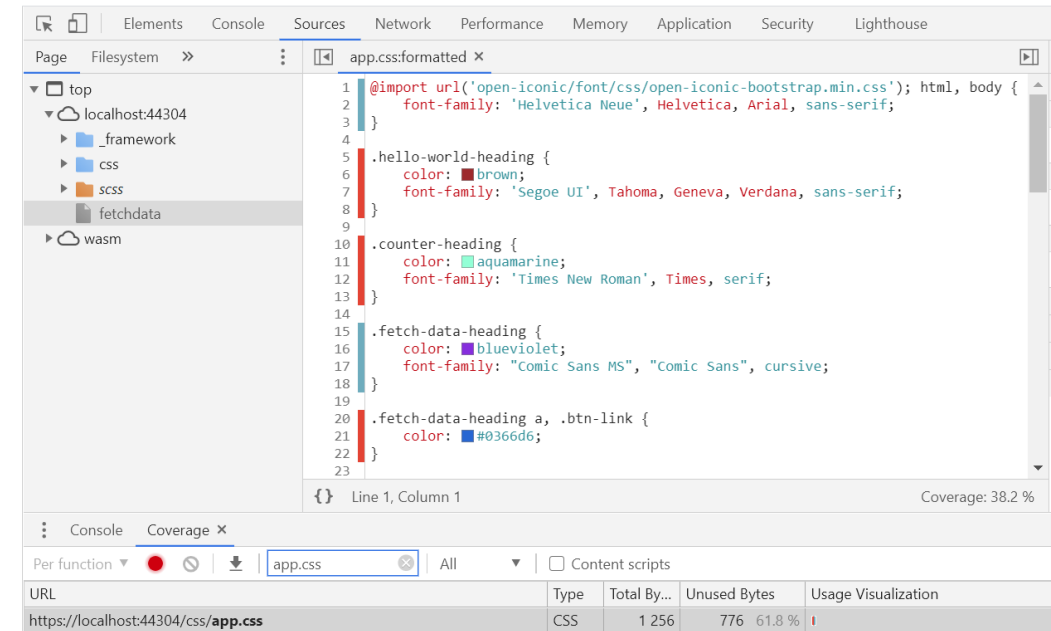 Elements Console Sources Network Performance Memory Application Security Lighthouse
Page Filesystem »
app.css:formatted ×
top
localhost:44304
_framework
css
scss
fetchdata
wasm
1 @import url('open-iconic/font/css/open-iconic-bootstrap.min.css'); html, body {
2 font-family: 'Helvetica Neue', Helvetica, Arial, sans-serif;
3 }
4
5 .hello-world-heading {
6 color: brown;
7 font-family: 'Segoe UI', Tahoma, Geneva, Verdana, sans-serif;
8 }
9
10 .counter-heading {
11 color: aquamarine;
12 font-family: 'Times New Roman', Times, serif;
13 }
14
15 .fetch-data-heading {
16 color: blueviolet;
17 font-family: "Comic Sans MS", "Comic Sans", cursive;
18 }
19
20 .fetch-data-heading a, .btn-link {
21 color: #0366d6;
22 }
23
{} Line 1, Column 1 Coverage: 38.2 %
Console Coverage ×
Per function app.css All Content scripts
URL Type Total By... Unused Bytes Usage Visualization
https://localhost:44304/css/app.css CSS 1 256 776 61.8 %